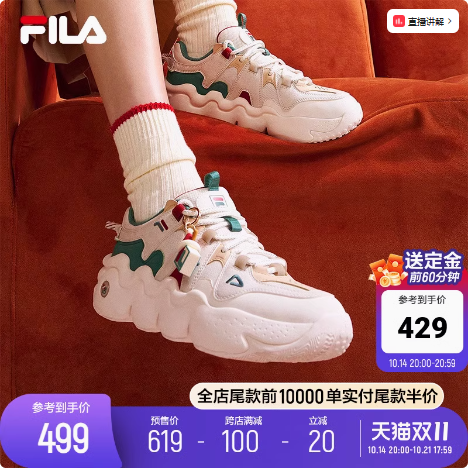 FILA
直播讲解
送定金
前60分钟
参考到手价
429
10.14 20:00-20:59
全店尾款前10000单实付尾款半价
参考到手价
499
预售价 跨店满减 立减
619 - 100 - 20
天猫双11
10.14 20:00-10.21 17:59